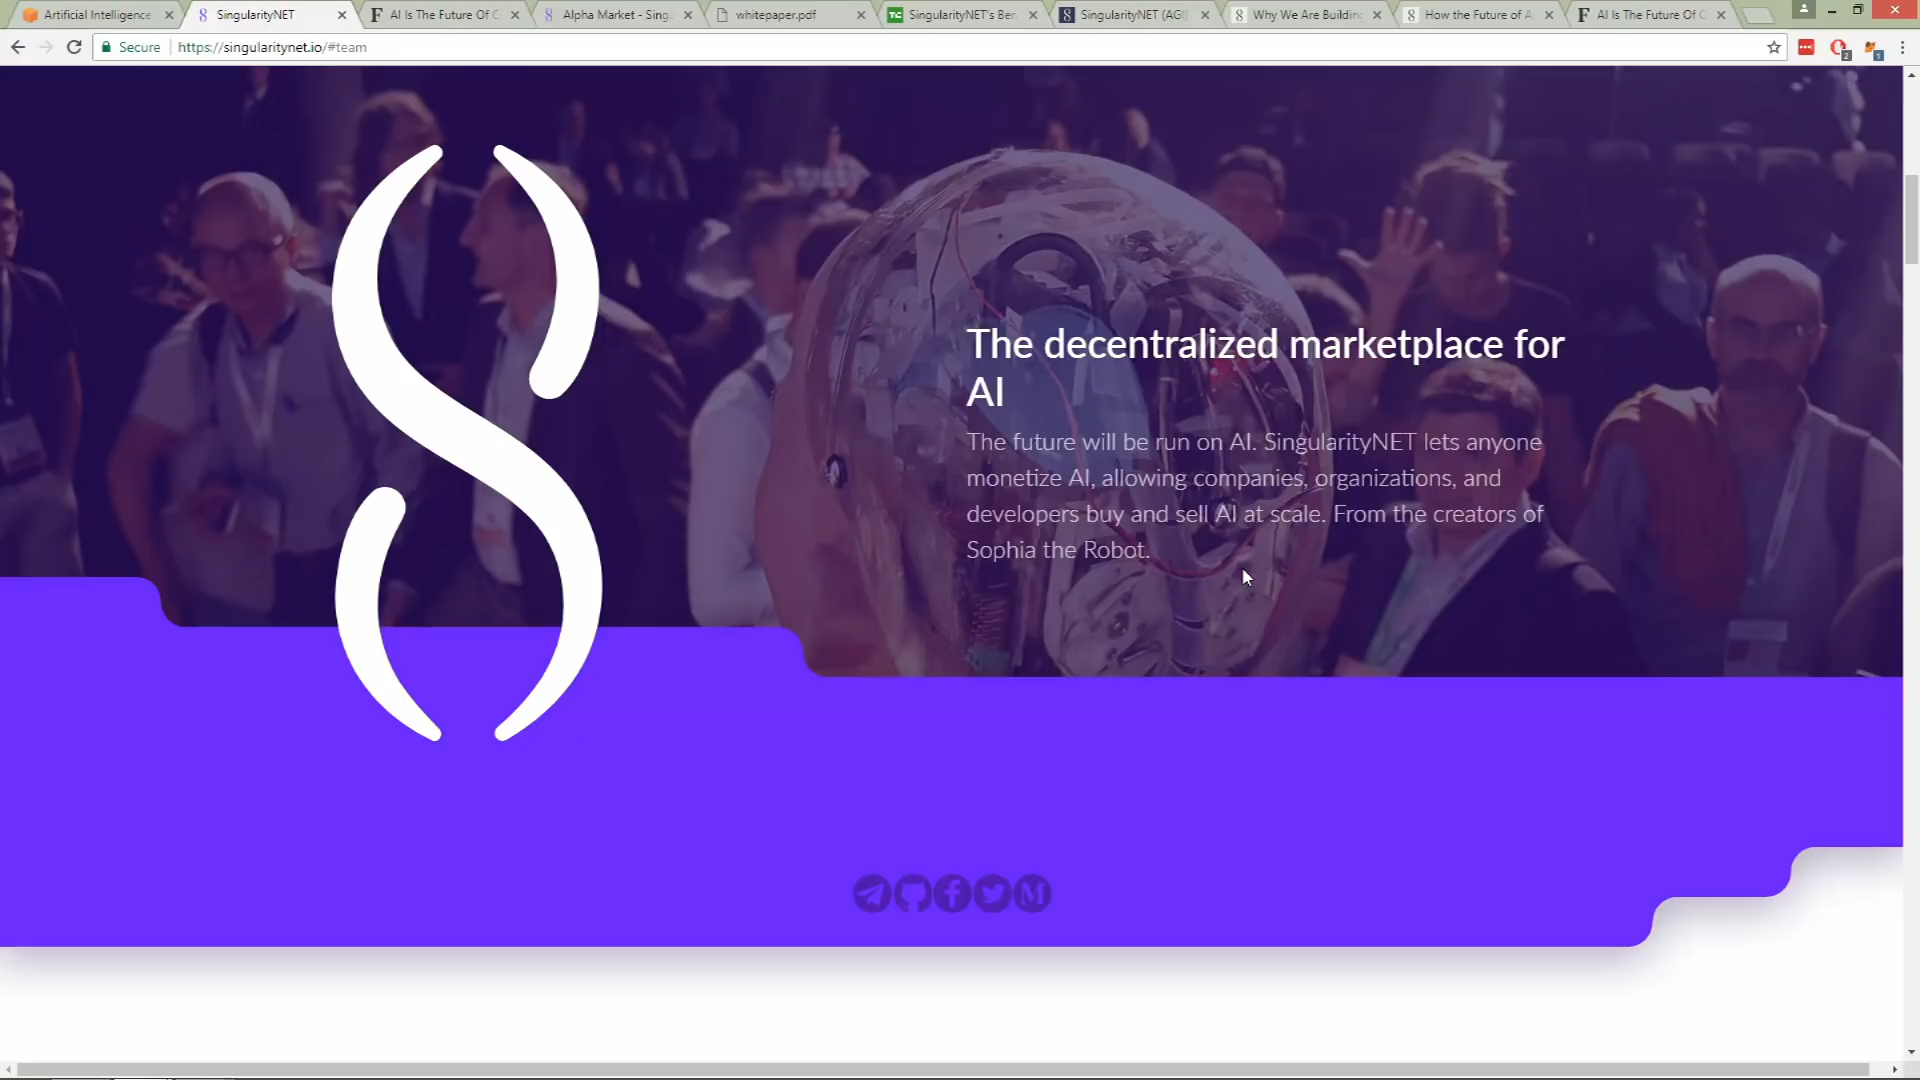 Artificial Intelligence
SingularityNET
AI Is The Future Of C
Alpha Market - Sing
whitepaper.pdf
SingularityNET's Ben
SingularityNET (AGI)
Why We Are Building
How the Future of A
AI Is The Future Of C
Secure
https://singularitynet.io/#team
The decentralized marketplace for
AI
The future will be run on AI. SingularityNET lets anyone
monetize AI, allowing companies, organizations, and
developers buy and sell AI at scale. From the creators of
Sophia the Robot.